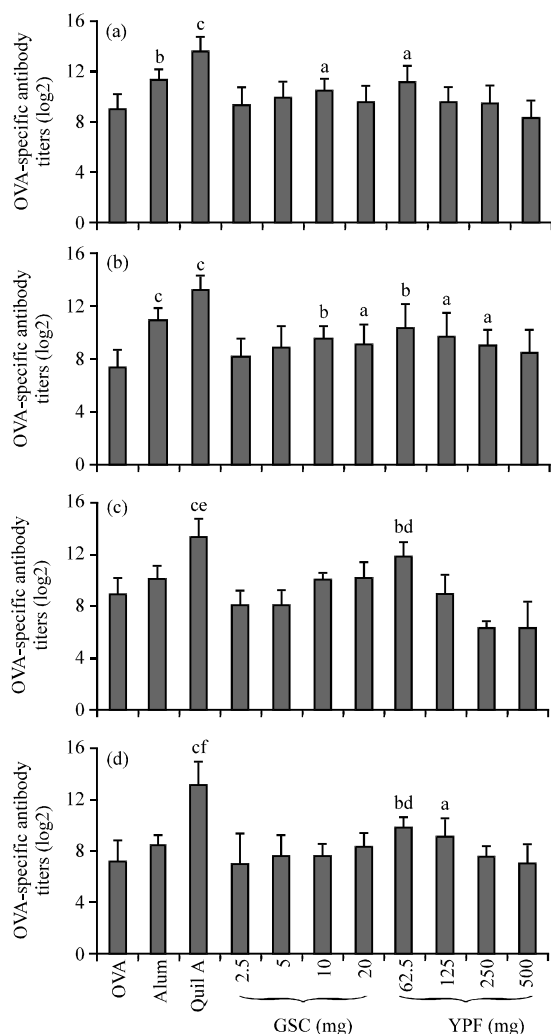 (a)
OVA-specific antibody
titers (log2)
16
12
8
4
0
b
c
a
a
(b)
OVA-specific antibody
titers (log2)
16
12
8
4
0
c
c
b
a
b
a
a
(c)
OVA-specific antibody
titers (log2)
16
12
8
4
0
ce
bd
(d)
OVA-specific antibody
titers (log2)
16
12
8
4
0
cf
bd
a
OVA
Alum
Quil A
2.5
5
10
20
62.5
125
250
500
GSC (mg)
YPF (mg)